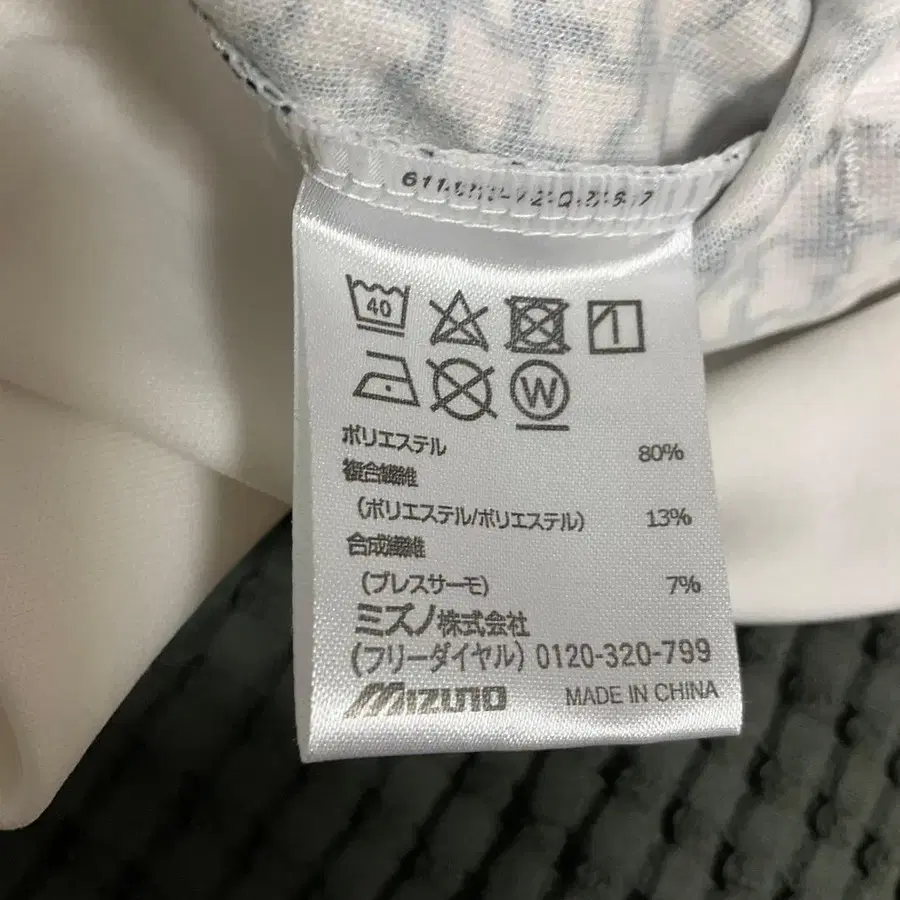 40
W
ポリエステル 80%
複合繊維
(ポリエステル/ポリエステル) 13%
合成繊維
(ブレスサーモ) 7%
ミズノ株式会社
(フリーダイヤル) 0120-320-799
MIZUNO MADE IN CHINA